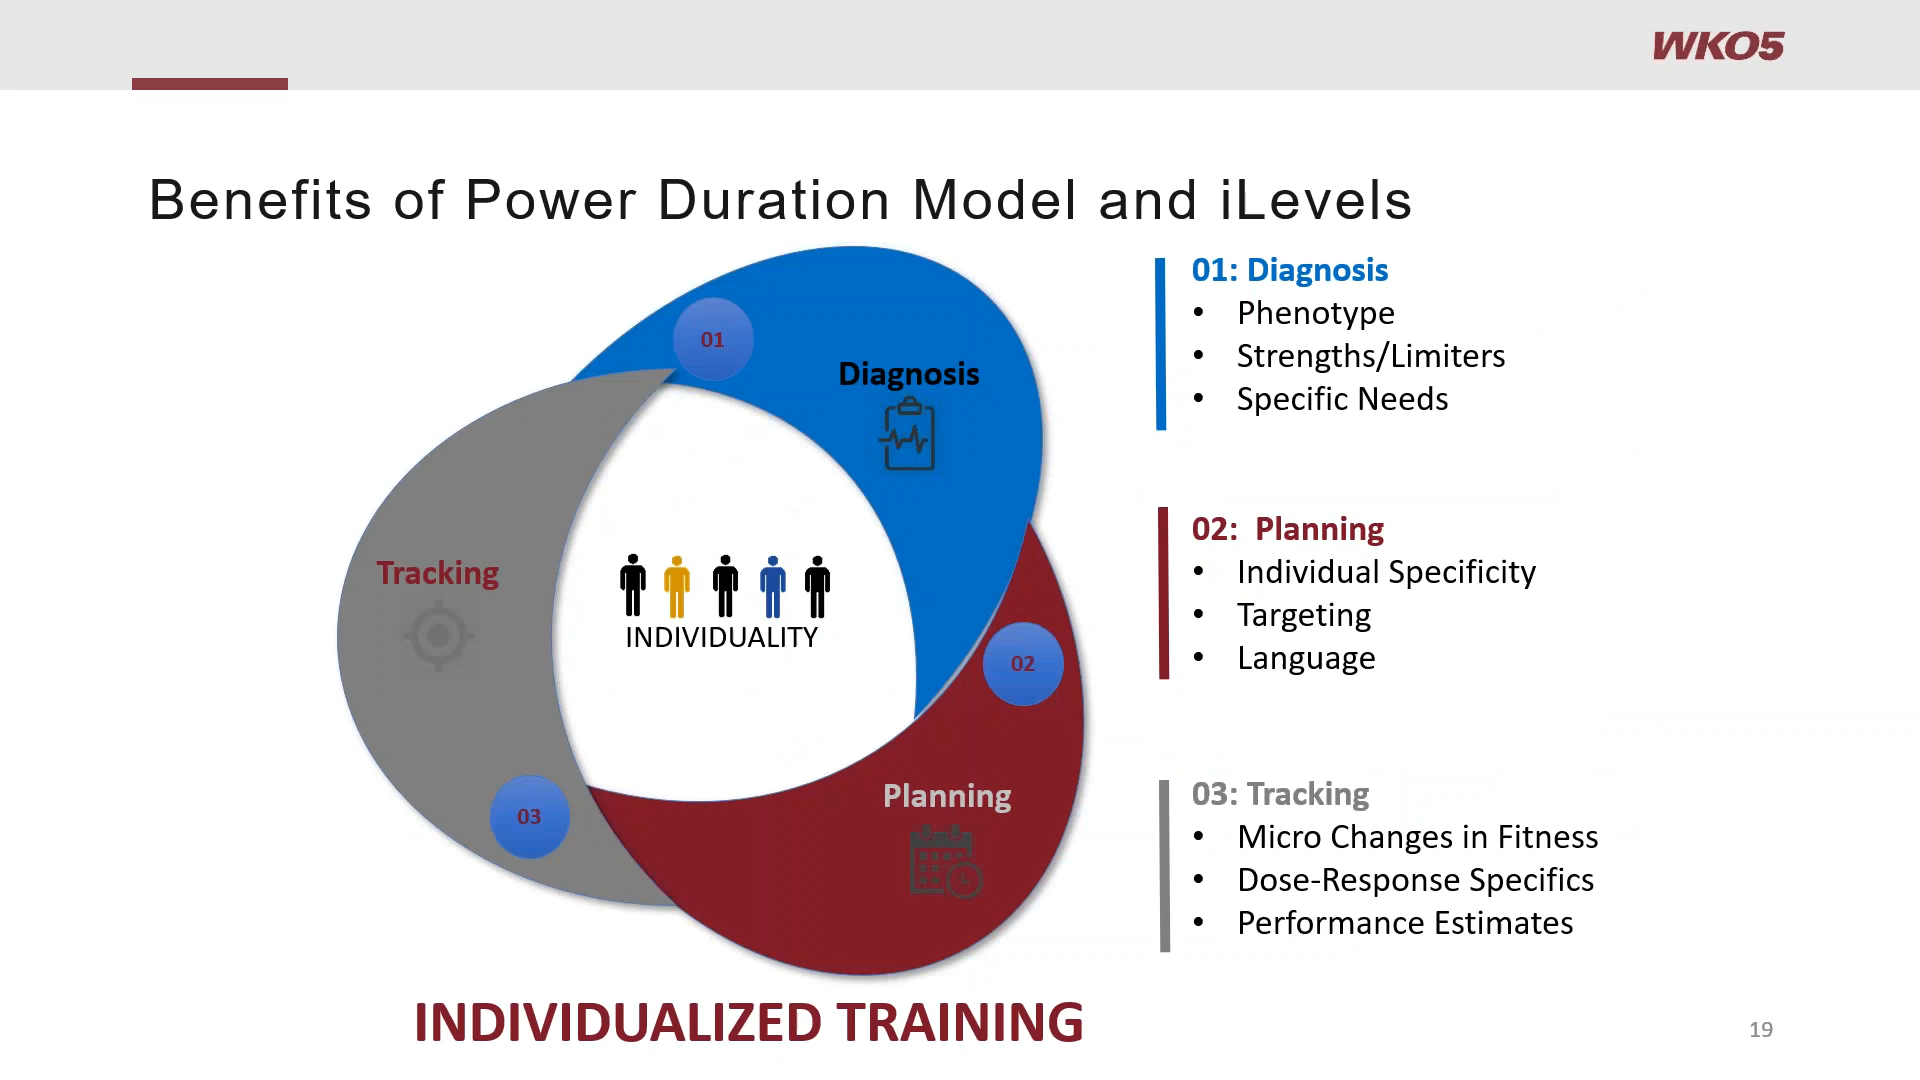 WKO5
Benefits of Power Duration Model and iLevels
01
Diagnosis
Tracking
INDIVIDUALITY
02
Planning
03
INDIVIDUALIZED TRAINING
01: Diagnosis
• Phenotype
• Strengths/Limiters
• Specific Needs
02: Planning
• Individual Specificity
• Targeting
• Language
03: Tracking
• Micro Changes in Fitness
• Dose-Response Specifics
• Performance Estimates
19